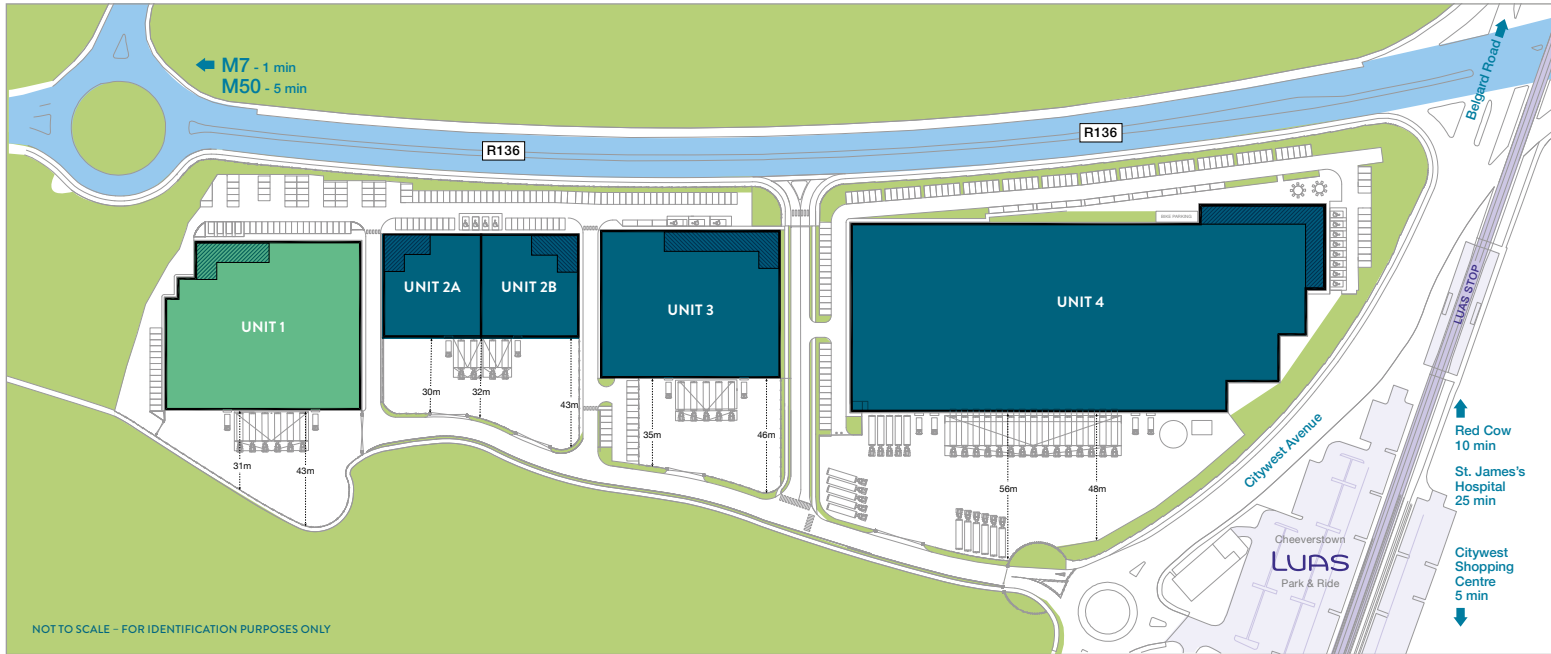 M7 - 1 min
M50 - 5 min
R136
R136
Belgard Road
BIKE PARKING
UNIT 1
UNIT 2A
UNIT 2B
UNIT 3
UNIT 4
LUAS STOP
30m
32m
43m
35m
46m
31m
43m
56m
48m
Citywest Avenue
Red Cow
10 min
St. James's
Hospital
25 min
Cheeverstown
LUAS
Park & Ride
Citywest
Shopping
Centre
5 min
NOT TO SCALE – FOR IDENTIFICATION PURPOSES ONLY